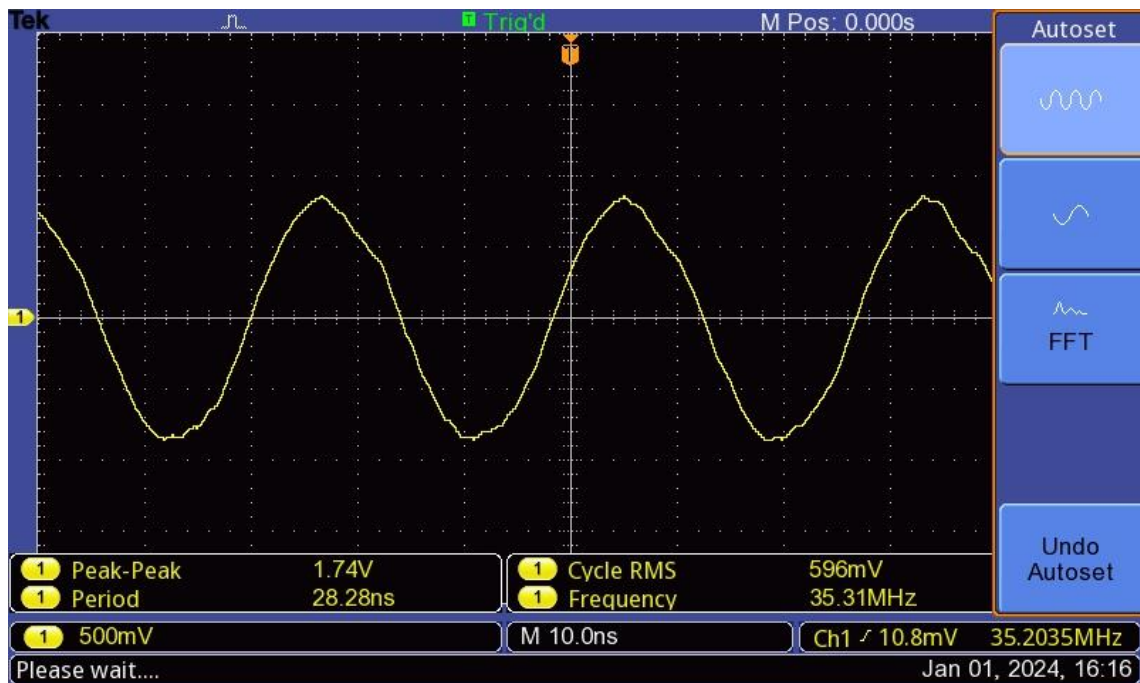 Tek Trig'd M Pos: 0.000s
Autoset
T
1
FFT
Undo
Autoset
1 Peak-Peak 1.74V 1 Cycle RMS 596mV
1 Period 28.28ns 1 Frequency 35.31MHz
1 500mV M 10.0ns Ch1 10.8mV 35.2035MHz
Please wait.... Jan 01, 2024, 16:16